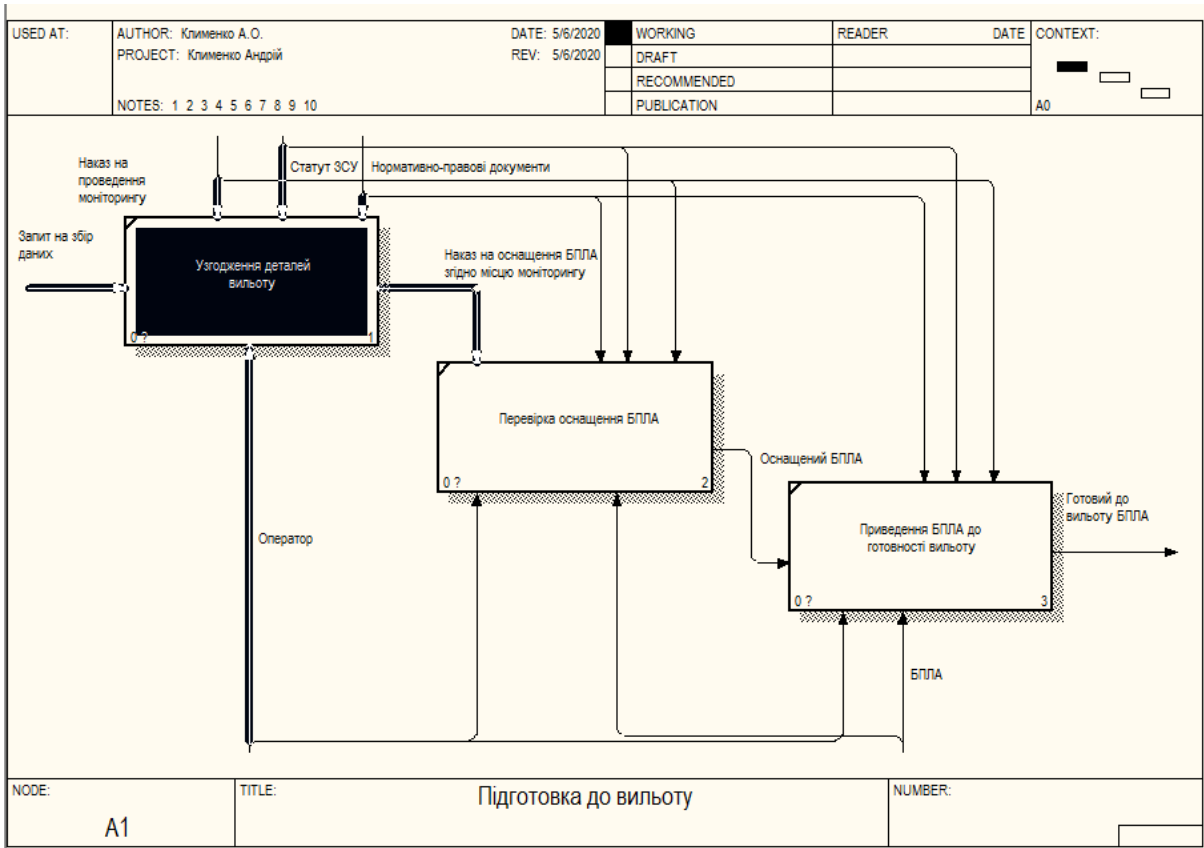 USED AT:
AUTHOR: Клименко А.О.
DATE: 5/6/2020
PROJECT: Клименко Андрій
REV: 5/6/2020
NOTES: 1 2 3 4 5 6 7 8 9 10
WORKING
DRAFT
RECOMMENDED
PUBLICATION
READER
DATE
CONTEXT:
A0
Наказ на
проведення
моніторингу
Статут ЗСУ
Нормативно-правові документи
Запит на збір
даних
Узгодження деталей
вильоту
0 ?
1
Наказ на оснащення БПЛА
згідно місцю моніторингу
Перевірка оснащення БПЛА
0 ?
2
Оснащений БПЛА
Приведення БПЛА до
готовності вильоту
0 ?
3
Готовий до
вильоту БПЛА
Оператор
БПЛА
NODE:
A1
TITLE:
Підготовка до вильоту
NUMBER: